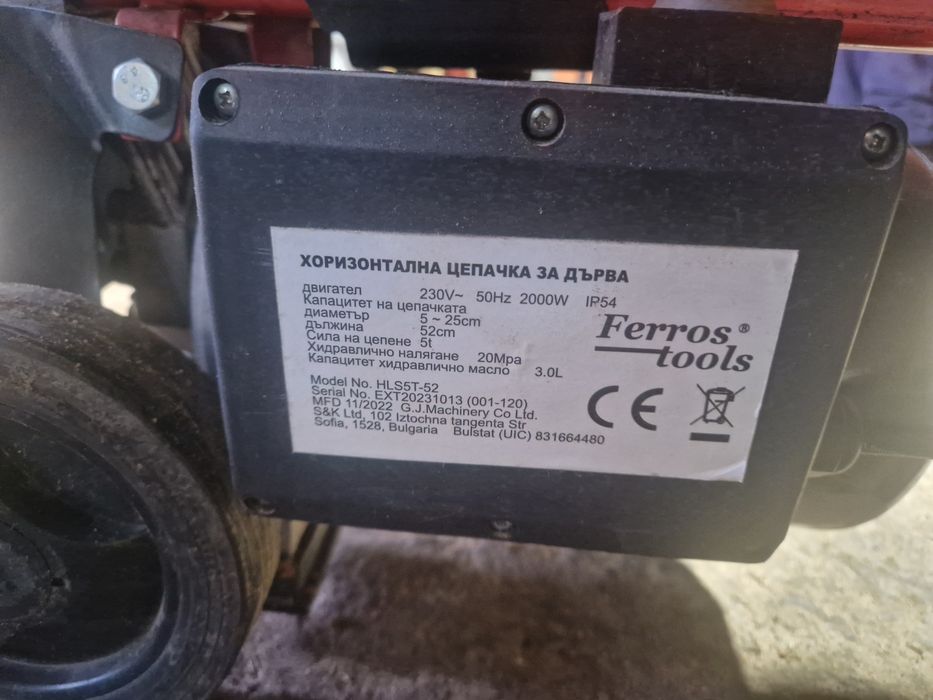 ХОРИЗОНТАЛНА ЦЕПАЧКА ЗА ДЪРВА
двигател 230V~ 50Hz 2000W IP54
Капацитет на цепачката
диаметър 5 ~ 25cm
дължина 52cm
Сила на цепене 5t
Хидравлично налягане 20Mpa
Капацитет хидравлично масло 3.0L
Ferros®
tools
Model No. HLS5T-52
Serial No. EXT20231013 (001-120)
MFD 11/2022 G.J.Machinery Co Ltd.
S&K Ltd, 102 Iztochna tangenta Str
Sofia, 1528, Bulgaria Bulstat (UIC) 831664480
CE